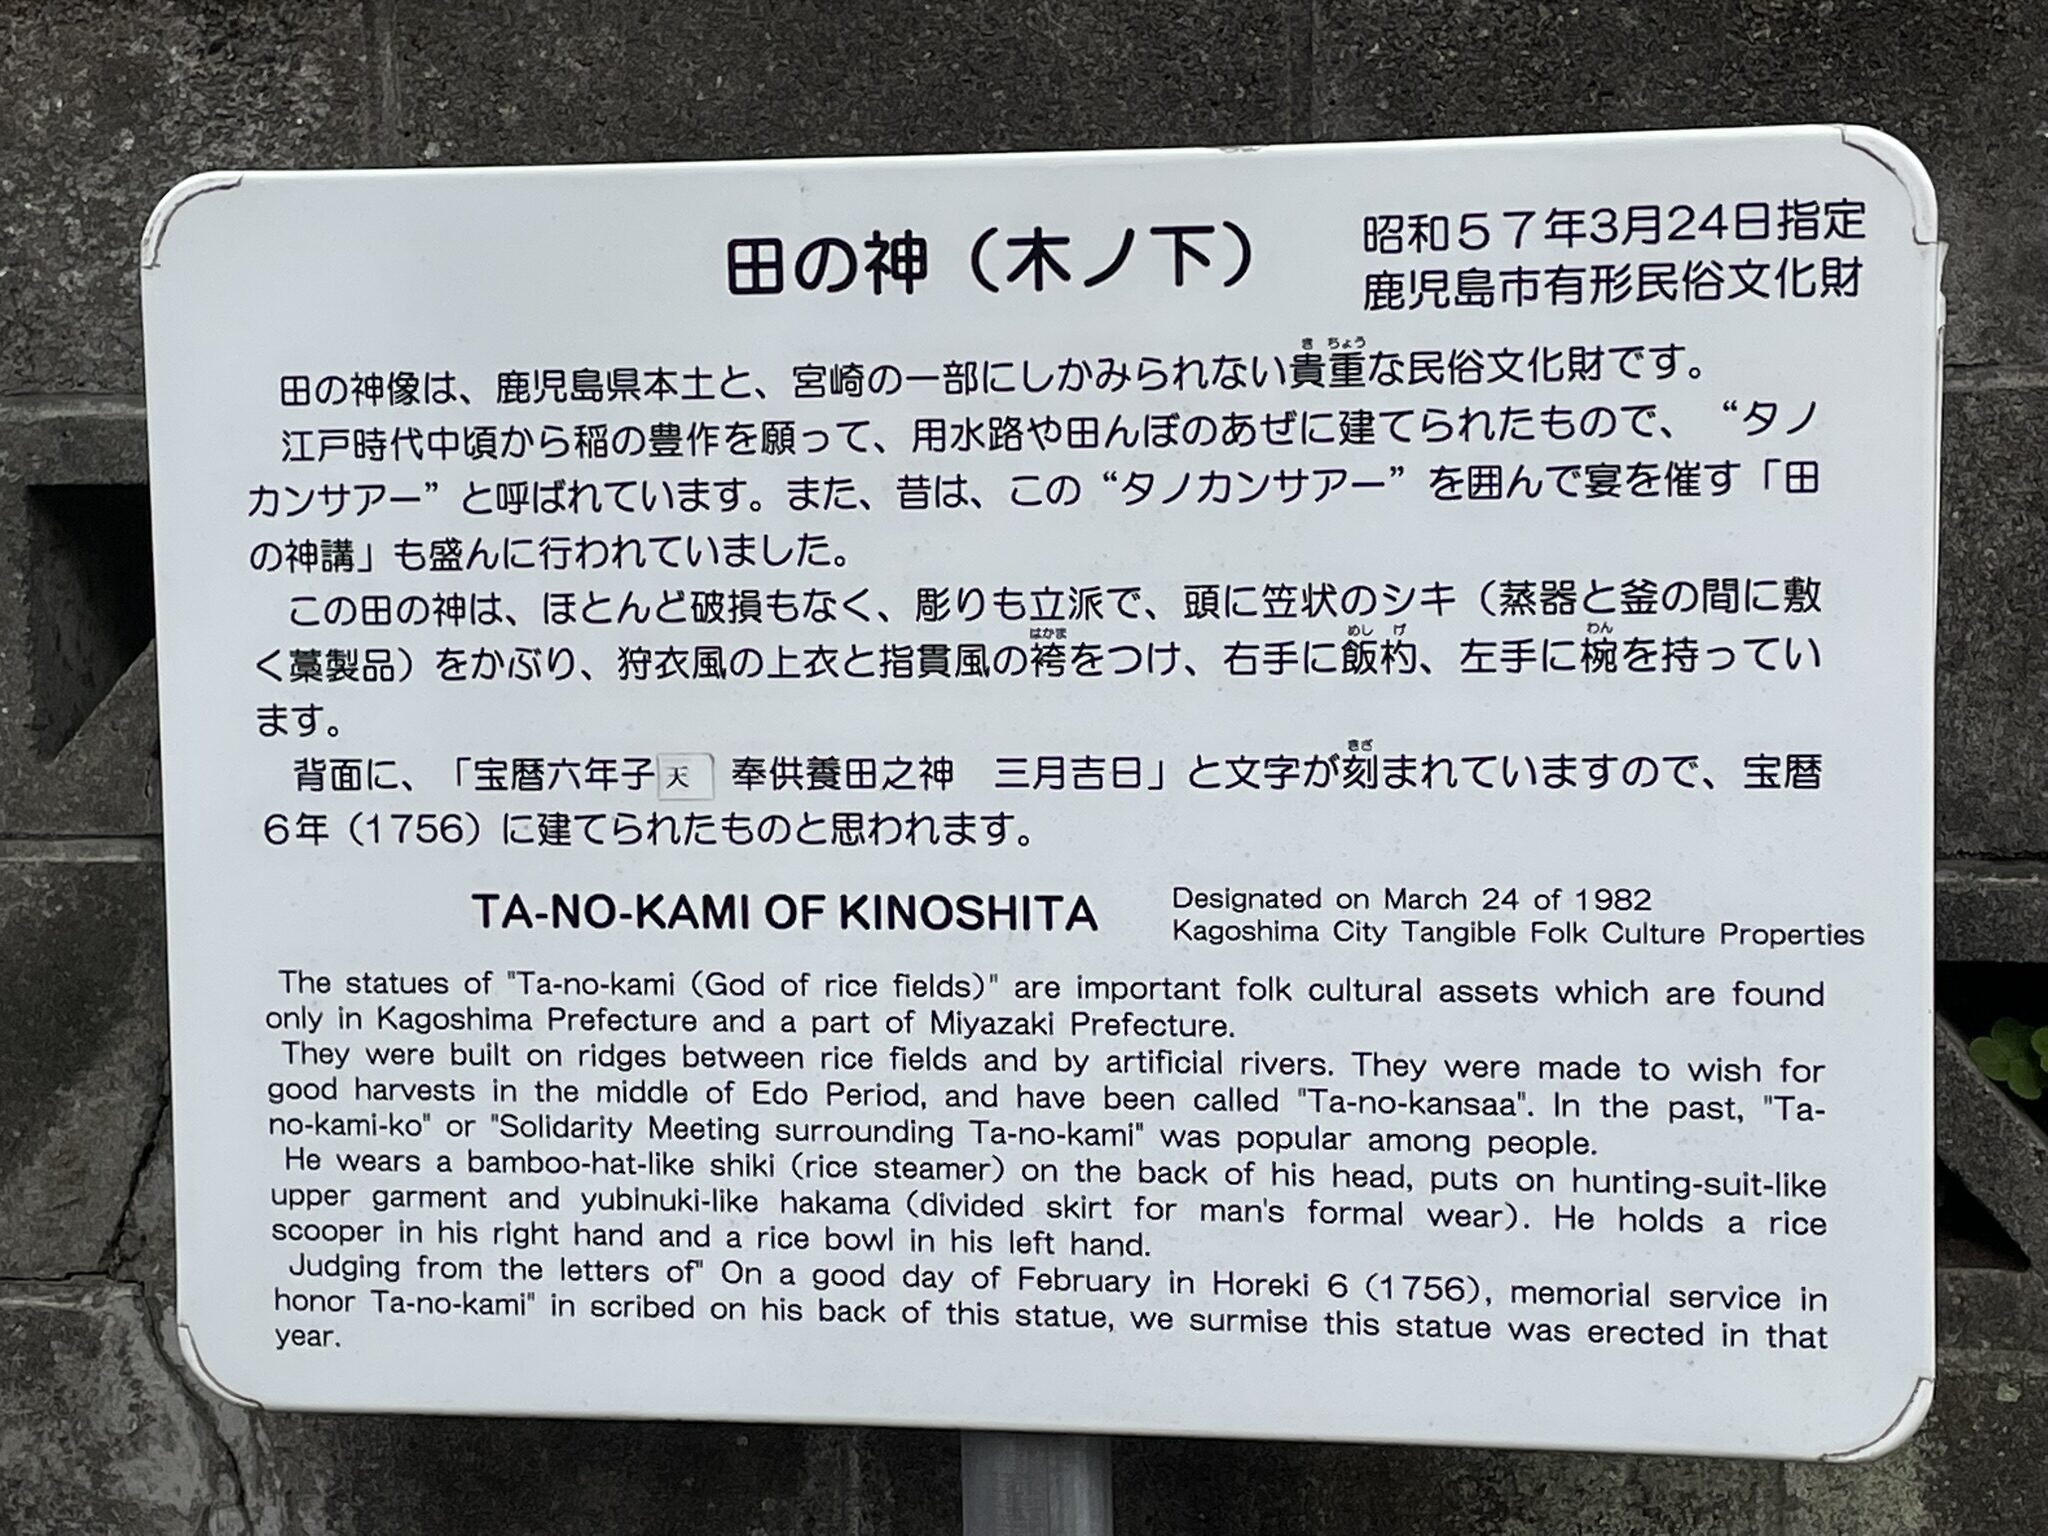 田の神（木ノ下）
昭和５７年3月24日指定
鹿児島市有形民俗文化財
田の神像は、鹿児島県本土と、宮崎の一部にしかみられない貴重な民俗文化財です。
江戸時代中頃から稲の豊作を願って、用水路や田んぼのあぜに建てられたもので、“タノ
カンサアー”と呼ばれています。また、昔は、この“タノカンサアー”を囲んで宴を催す「田
の神講」も盛んに行われていました。
この田の神は、ほとんど破損もなく、彫りも立派で、頭に笠状のシキ（蒸器と釜の間に敷
く藁製品）をかぶり、狩衣風の上衣と指貫風の袴をつけ、右手に飯杓、左手に椀を持ってい
ます。
背面に、「宝暦六年子天 奉供養田之神　三月吉日」と文字が刻まれていますので、宝暦
6年（1756）に建てられたものと思われます。
TA-NO-KAMI OF KINOSHITA
Designated on March 24 of 1982
Kagoshima City Tangible Folk Culture Properties
The statues of "Ta-no-kami (God of rice fields)" are important folk cultural assets which are found
only in Kagoshima Prefecture and a part of Miyazaki Prefecture.
They were built on ridges between rice fields and by artificial rivers. They were made to wish for
good harvests in the middle of Edo Period, and have been called "Ta-no-kansaa". In the past, "Ta-
no-kami-ko" or "Solidarity Meeting surrounding Ta-no-kami" was popular among people.
He wears a bamboo-hat-like shiki (rice steamer) on the back of his head, puts on hunting-suit-like
upper garment and yubinuki-like hakama (divided skirt for man's formal wear). He holds a rice
scooper in his right hand and a rice bowl in his left hand.
Judging from the letters of" On a good day of February in Horeki 6 (1756), memorial service in
honor Ta-no-kami" in scribed on his back of this statue, we surmise this statue was erected in that
year.